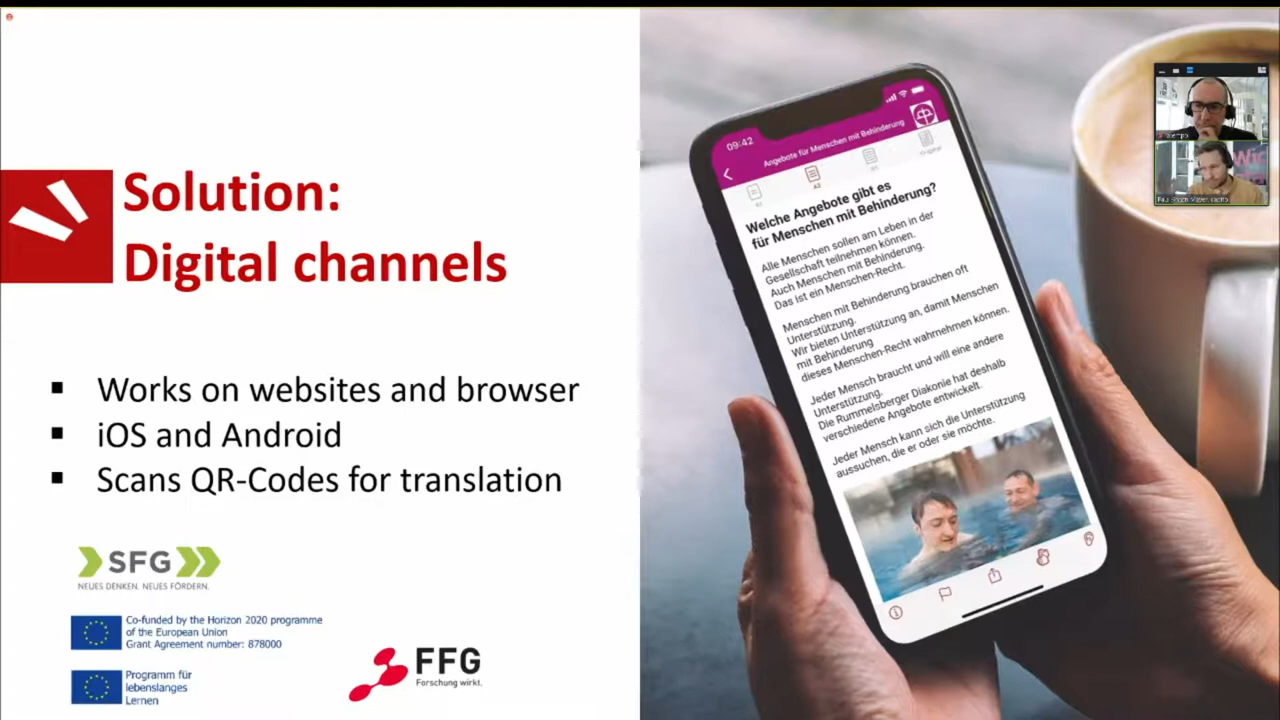 Solution:
Digital channels
▪ Works on websites and browser
▪ iOS and Android
▪ Scans QR-Codes for translation
SFG
NEUES DENKEN. NEUES FÖRDERN.
Co-funded by the Horizon 2020 programme
of the European Union
Grant Agreement number: 878000
Programm für
lebenslanges
Lernen
FFG
Forschung wirkt.
09:42
Angebote für Menschen mit Behinderung
A2
Welche Angebote gibt es
für Menschen mit Behinderung?
Alle Menschen sollen am Leben in der
Gesellschaft teilnehmen können.
Auch Menschen mit Behinderung.
Das ist ein Menschen-Recht.
Menschen mit Behinderung brauchen oft
Unterstützung.
Wir bieten Unterstützung an, damit Menschen
mit Behinderung
dieses Menschen-Recht wahrnehmen können.
Jeder Mensch braucht und will eine andere
Unterstützung.
Die Rummelsberger Diakonie hat deshalb
verschiedene Angebote entwickelt.
Jeder Mensch kann sich die Unterstützung
aussuchen, die er oder sie möchte.